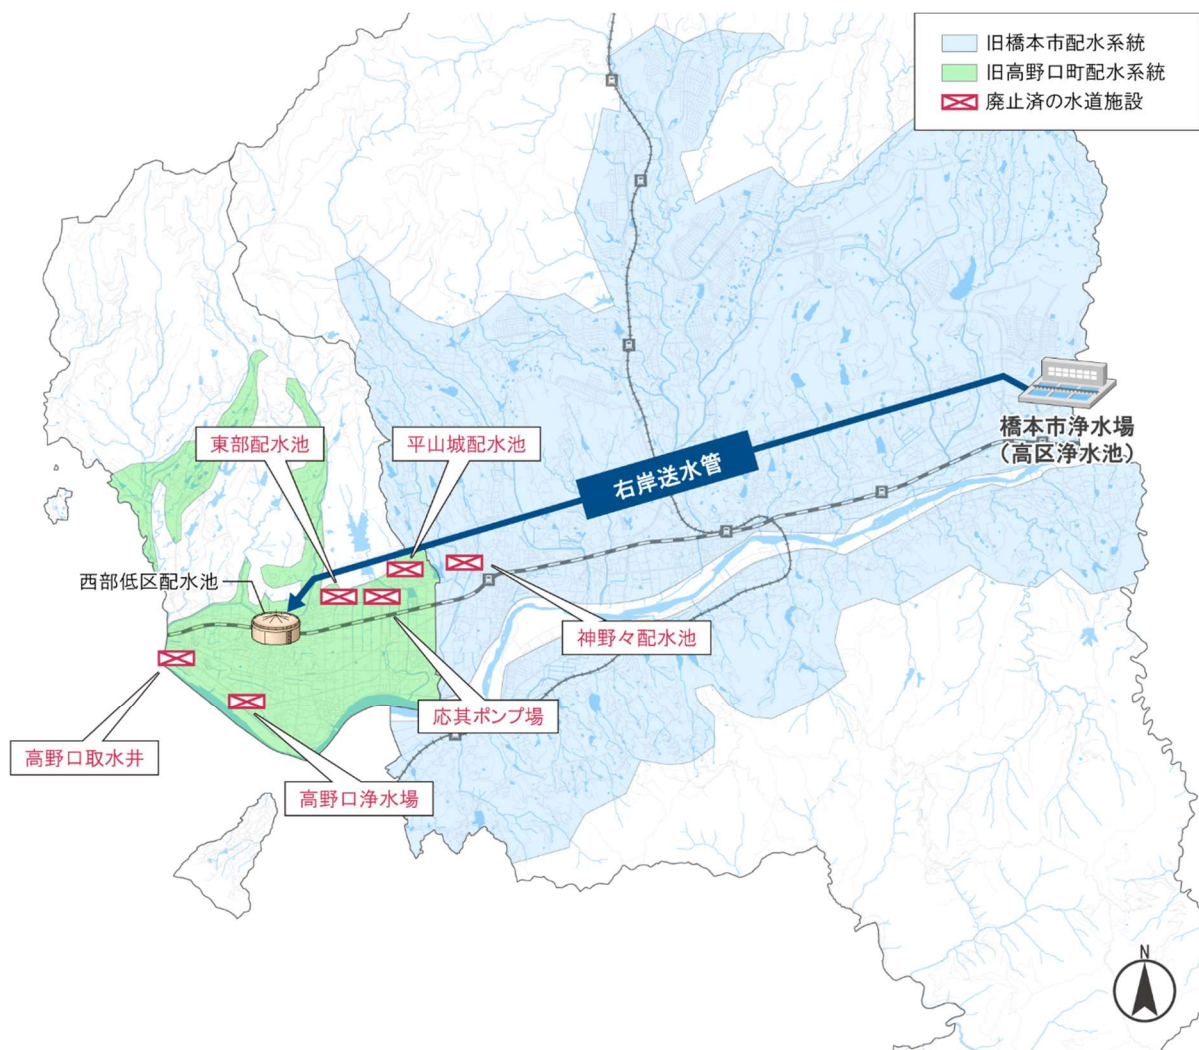 旧橋本市配水系統
旧高野口町配水系統
廃止済の水道施設
橋本市浄水場
（高区浄水池）
東部配水池
平山城配水池
右岸送水管
西部低区配水池
神野々配水池
応其ポンプ場
高野口取水井
高野口浄水場
N